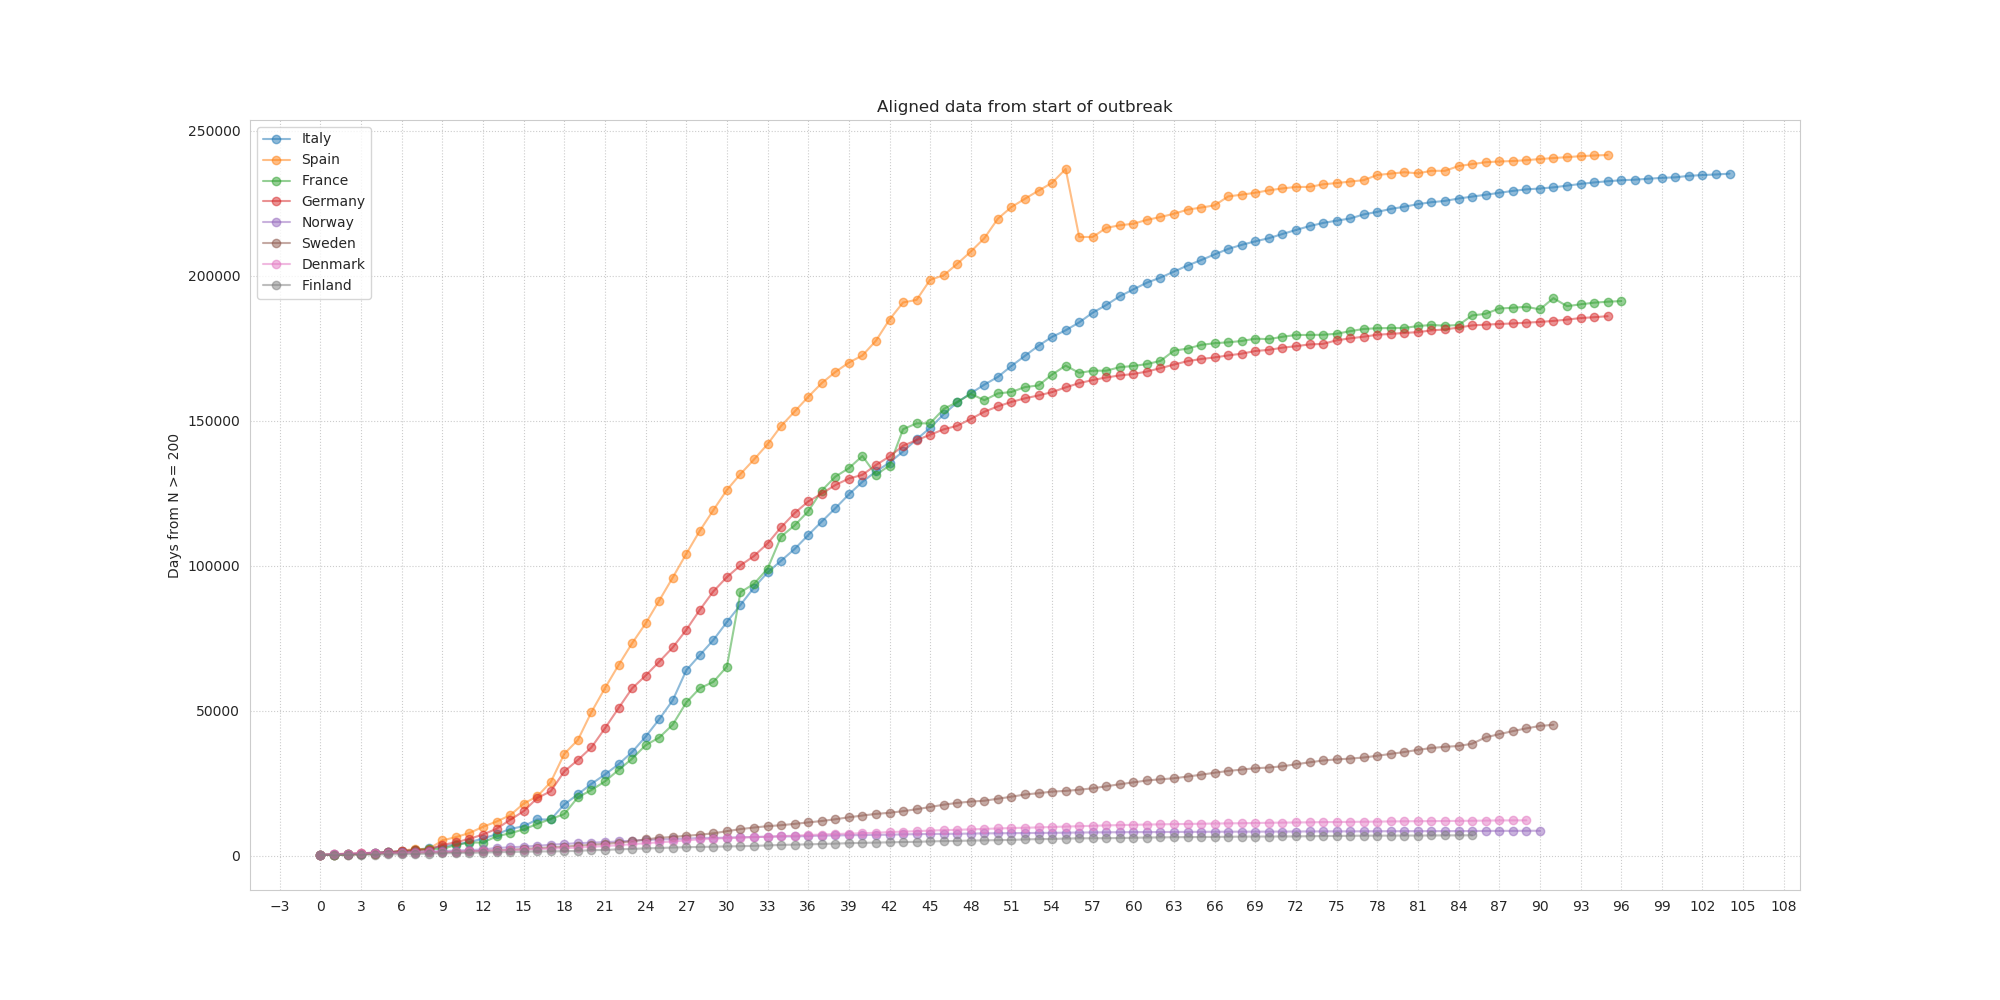 Aligned data from start of outbreak
250000
200000
150000
100000
50000
0
Days from N >= 200
Italy
Spain
France
Germany
Norway
Sweden
Denmark
Finland
−3 0 3 6 9 12 15 18 21 24 27 30 33 36 39 42 45 48 51 54 57 60 63 66 69 72 75 78 81 84 87 90 93 96 99 102 105 108